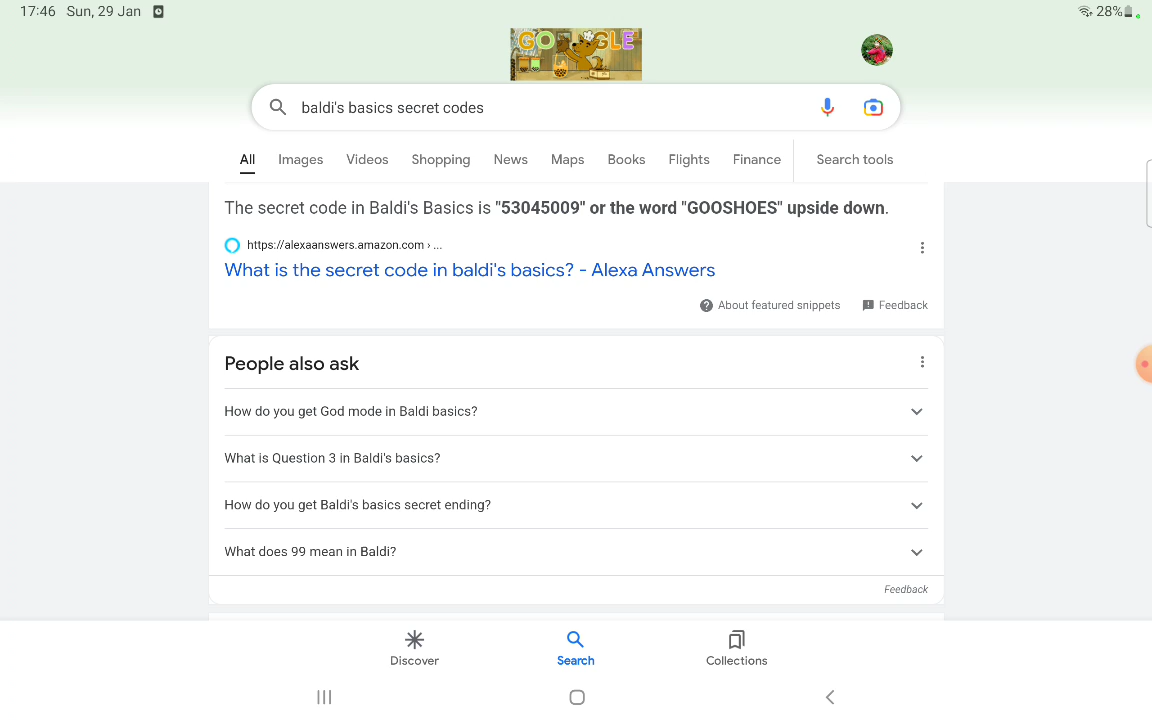 17:46 Sun, 29 Jan 28%
GOOGLE
baldi's basics secret codes
All Images Videos Shopping News Maps Books Flights Finance Search tools
The secret code in Baldi's Basics is "53045009" or the word "GOOSHOES" upside down.
https://alexaanswers.amazon.com › ...
What is the secret code in baldi's basics? - Alexa Answers
About featured snippets Feedback
People also ask
How do you get God mode in Baldi basics?
What is Question 3 in Baldi's basics?
How do you get Baldi's basics secret ending?
What does 99 mean in Baldi?
Feedback
Discover Search Collections